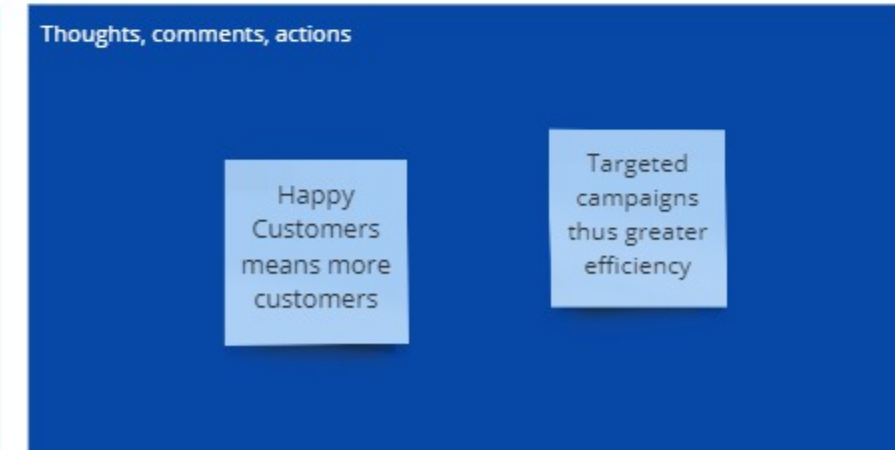 Thoughts, comments, actions
Happy
Customers
means more
customers
Targeted
campaigns
thus greater
efficiency